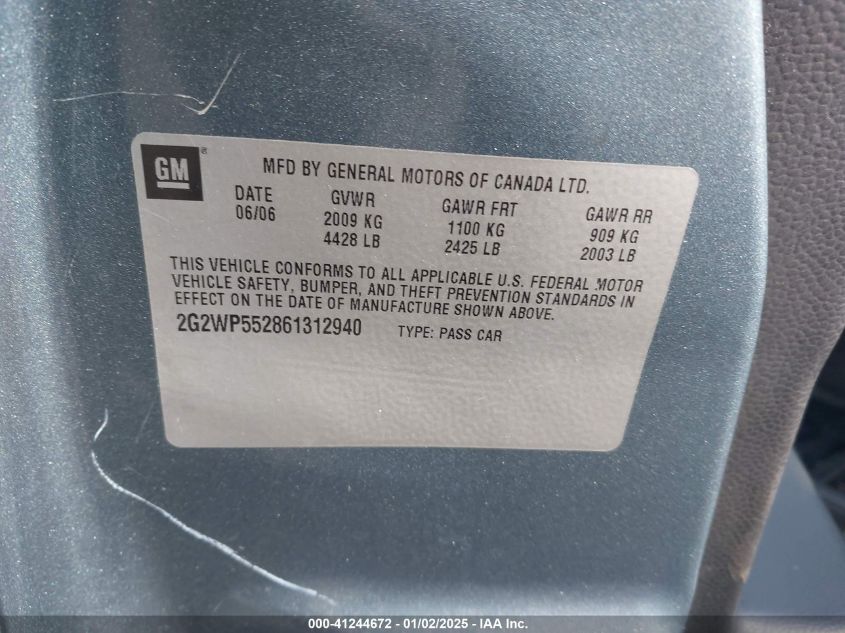 GM®
MFD BY GENERAL MOTORS OF CANADA LTD.
DATE GVWR GAWR FRT GAWR RR
06/06 2009 KG 1100 KG 909 KG
4428 LB 2425 LB 2003 LB
THIS VEHICLE CONFORMS TO ALL APPLICABLE U.S. FEDERAL MOTOR
VEHICLE SAFETY, BUMPER, AND THEFT PREVENTION STANDARDS IN
EFFECT ON THE DATE OF MANUFACTURE SHOWN ABOVE.
2G2WP552861312940 TYPE: PASS CAR
000-41244672 - 01/02/2025 - IAA Inc.